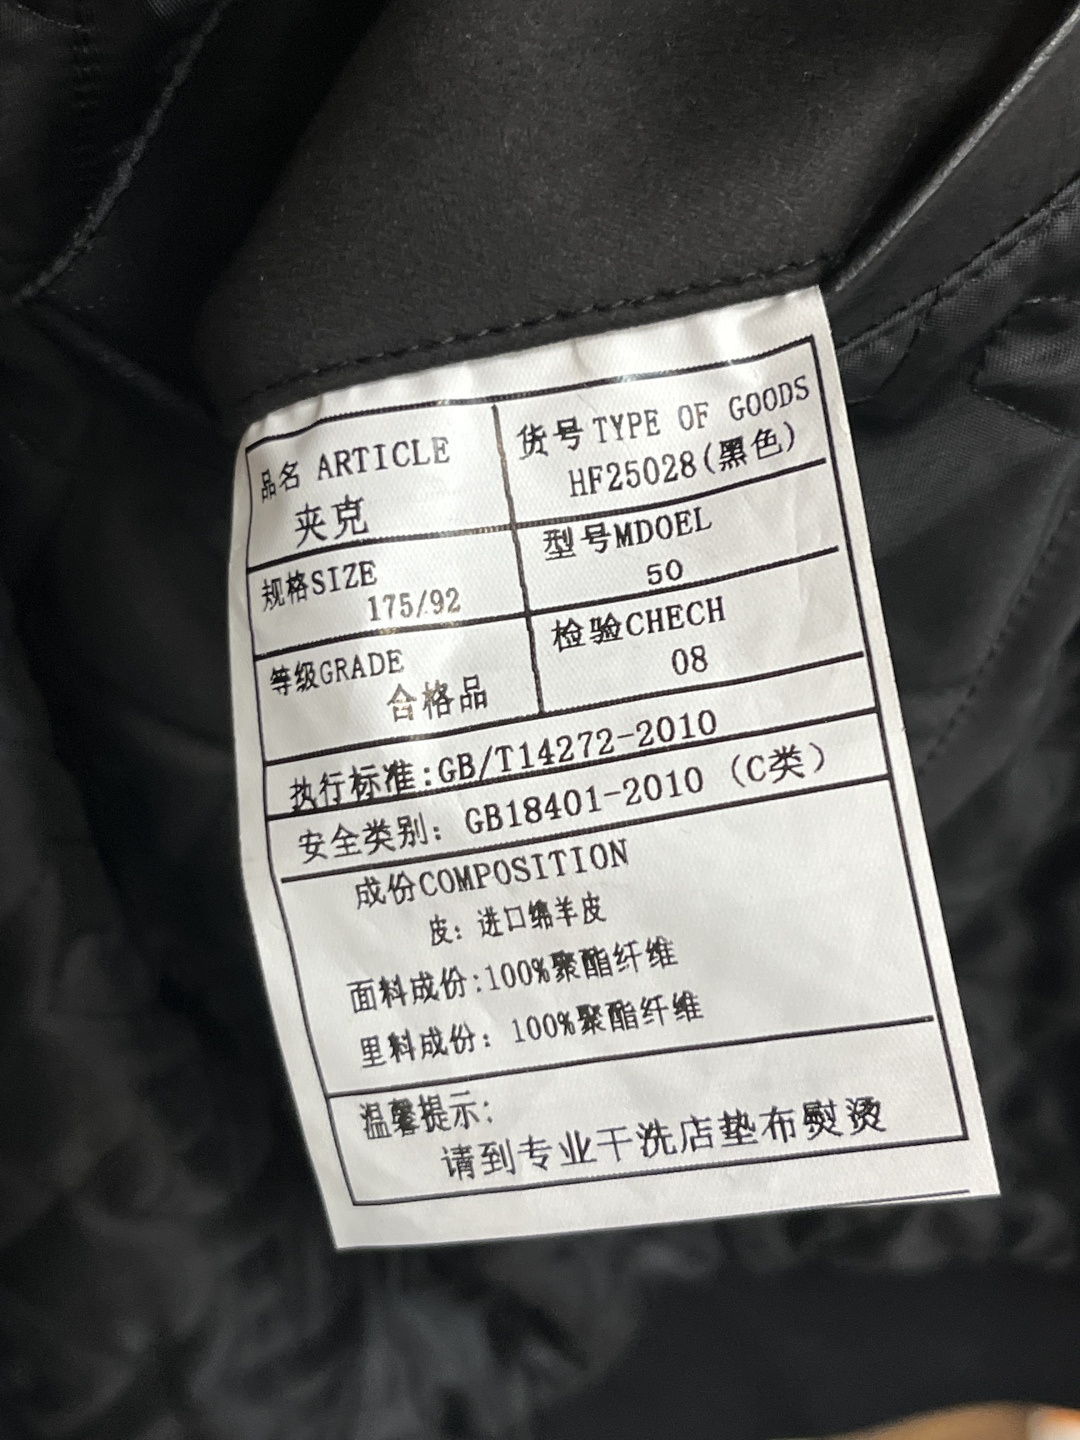 品名 ARTICLE
夹克
货号TYPE OF GOODS
HF25028(黑色)
规格SIZE
175/92
型号MDOEL
50
等级GRADE
合格品
检验CHECH
08
执行标准:GB/T14272-2010
安全类别: GB18401-2010 (C类)
成份COMPOSITION
皮: 进口绵羊皮
面料成份:100%聚酯纤维
里料成份: 100%聚酯纤维
温馨提示:
请到专业干洗店垫布熨烫